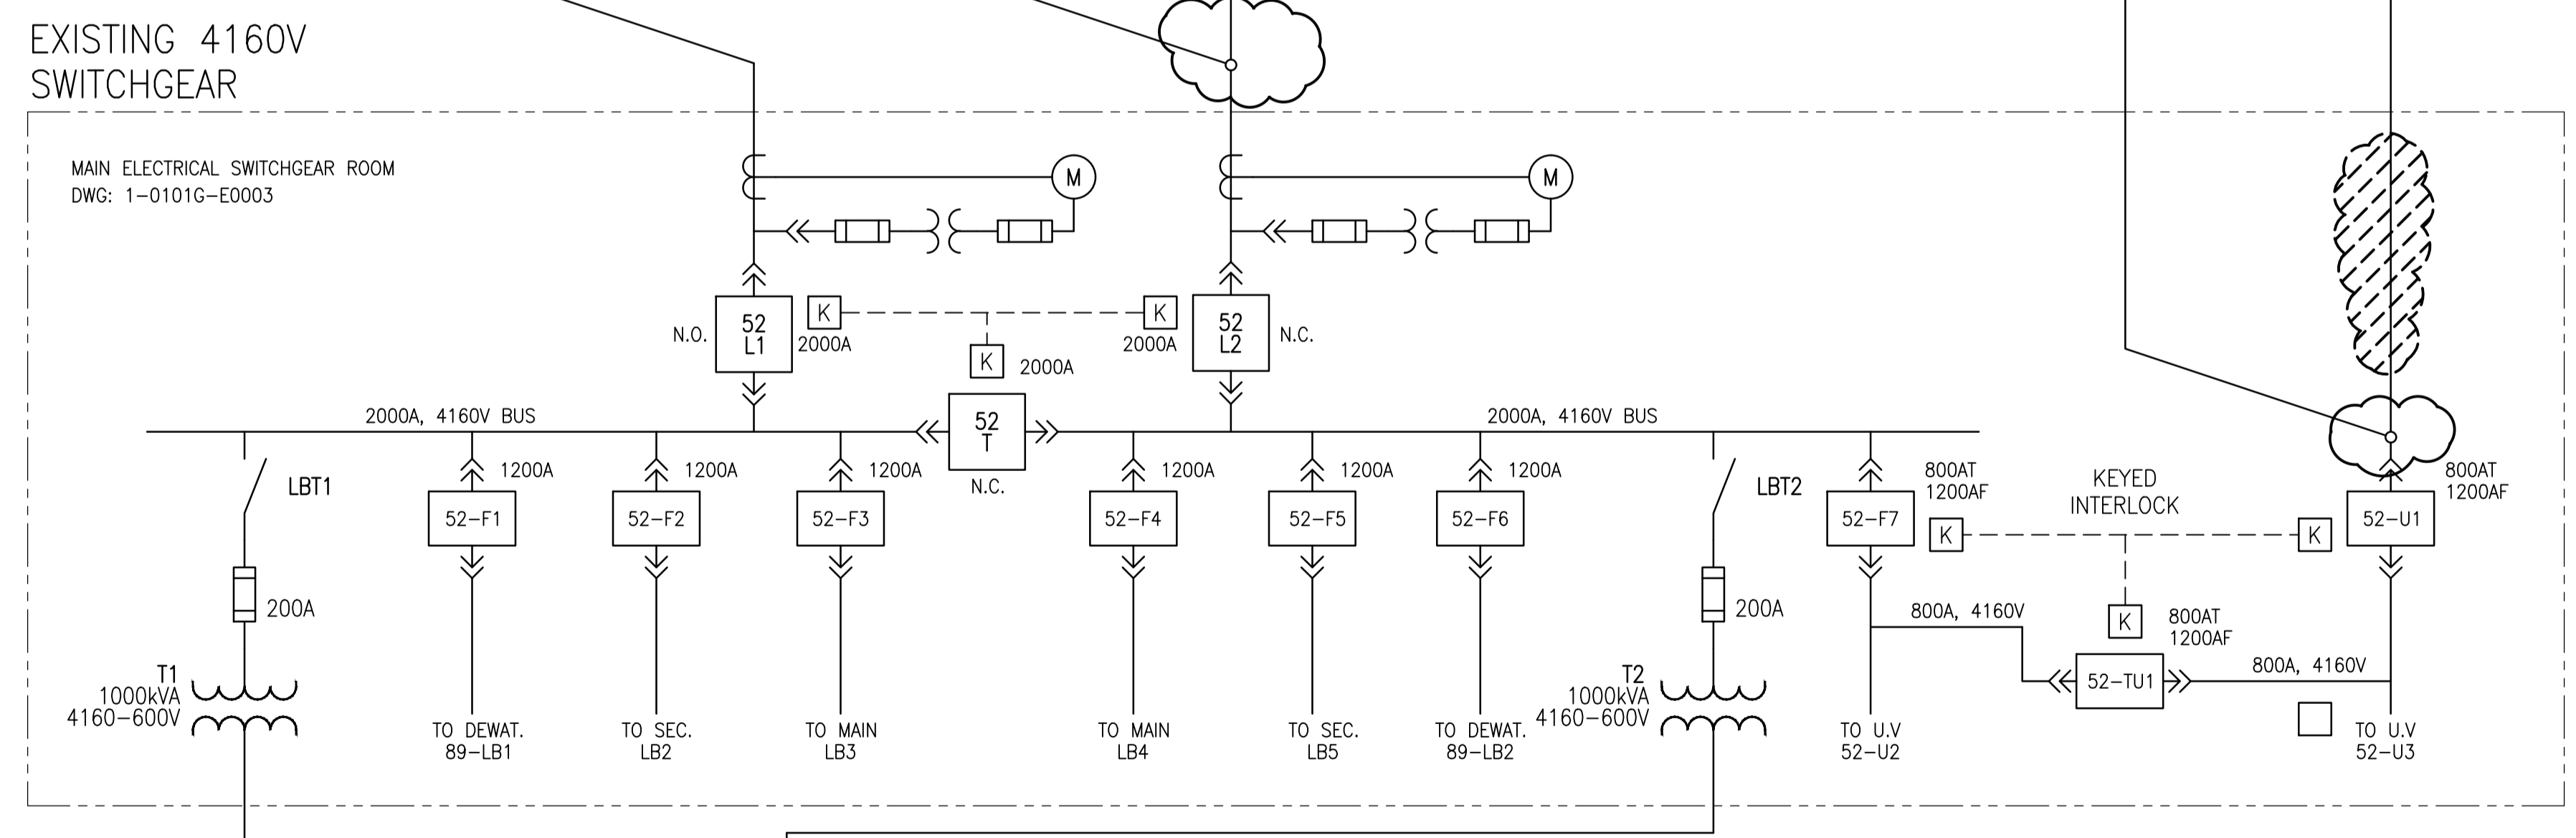 EXISTING 4160V
SWITCHGEAR
MAIN ELECTRICAL SWITCHGEAR ROOM
DWG: 1-0101G-E0003
M
M
N.O.
52
L1
K
2000A
K
2000A
K
2000A
52
L2
N.C.
2000A, 4160V BUS
52
T
N.C.
2000A, 4160V BUS
LBT1
1200A
52-F1
1200A
52-F2
1200A
52-F3
1200A
52-F4
1200A
52-F5
1200A
52-F6
LBT2
800AT
1200AF
52-F7
K
KEYED
INTERLOCK
K
800AT
1200AF
52-U1
200A
200A
800A, 4160V
K
800AT
1200AF
52-TU1
800A, 4160V
T1
1000kVA
4160-600V
TO DEWAT.
89-LB1
TO SEC.
LB2
TO MAIN
LB3
TO MAIN
LB4
TO SEC.
LB5
TO DEWAT.
89-LB2
T2
1000kVA
4160-600V
TO U.V
52-U2
TO U.V
52-U3